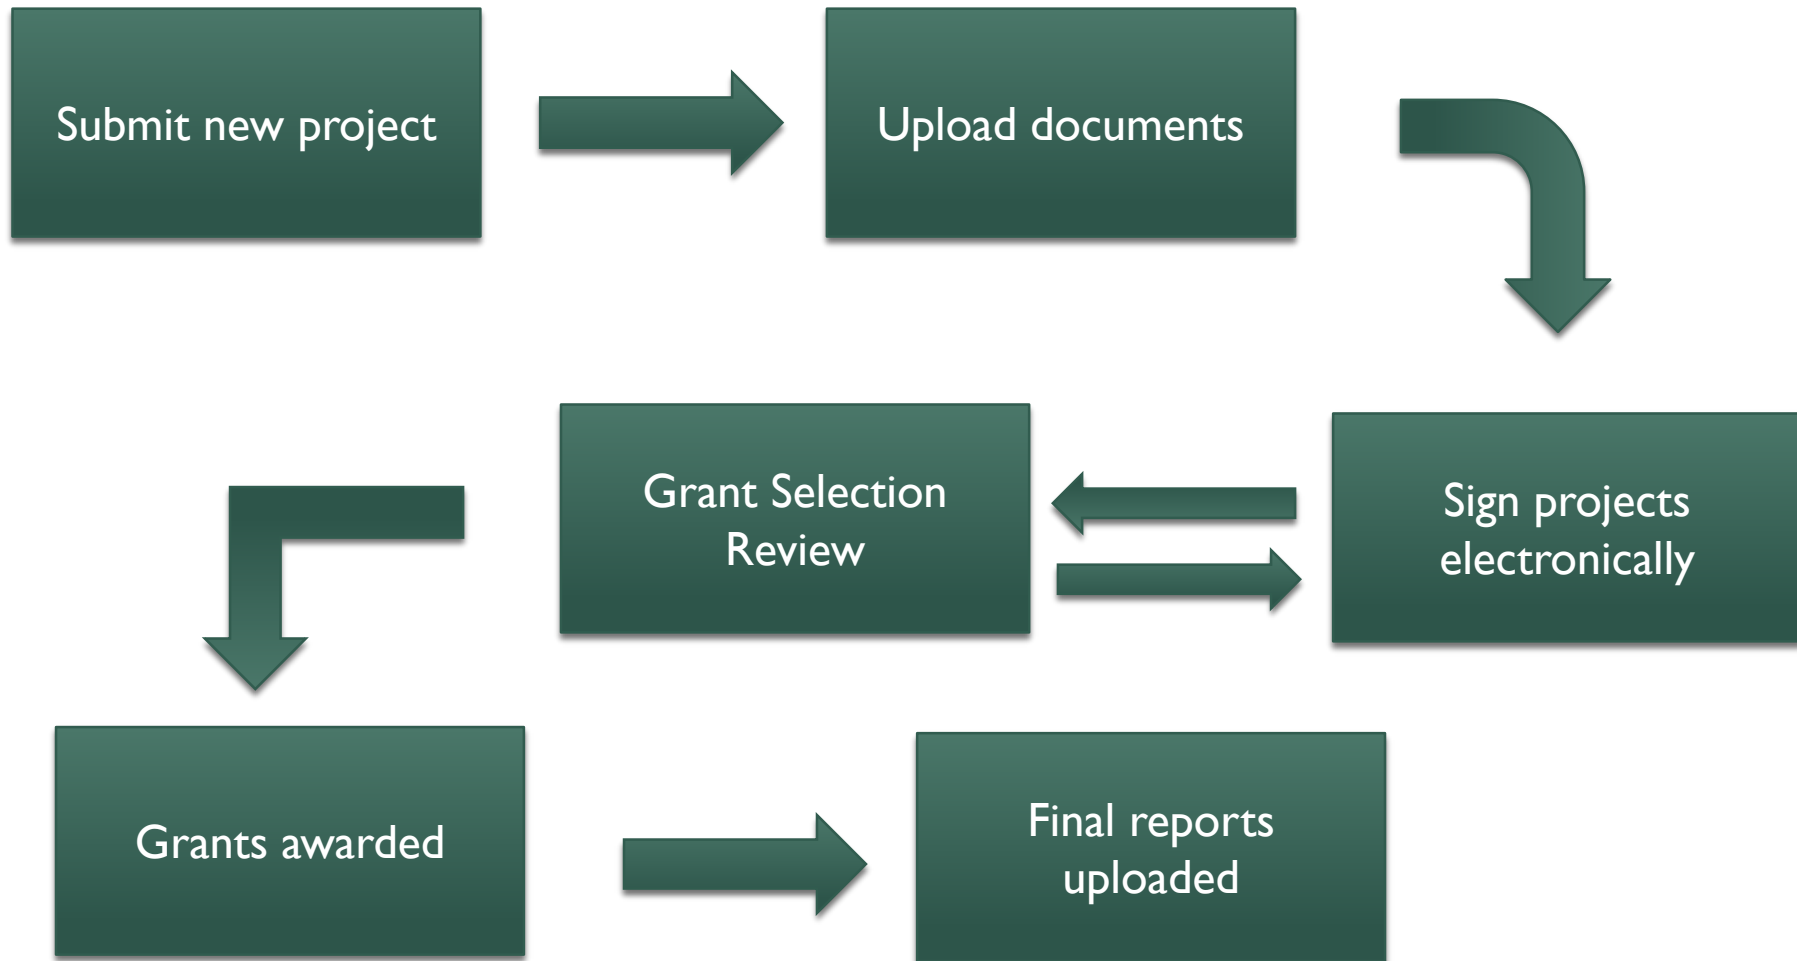 Submit new project
Upload documents
Sign projects
electronically
Grant Selection
Review
Grants awarded
Final reports
uploaded